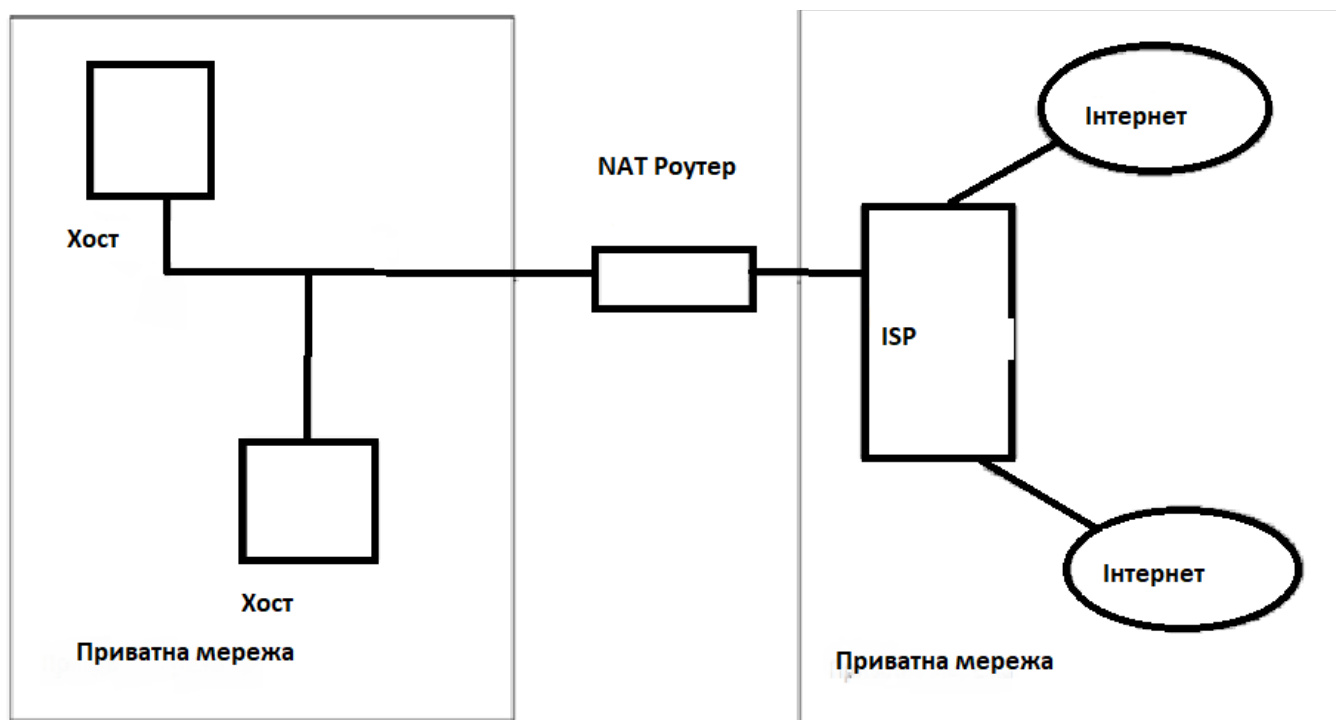 Інтернет
NAT Роутер
Хост
ISP
Інтернет
Хост
Приватна мережа
Приватна мережа